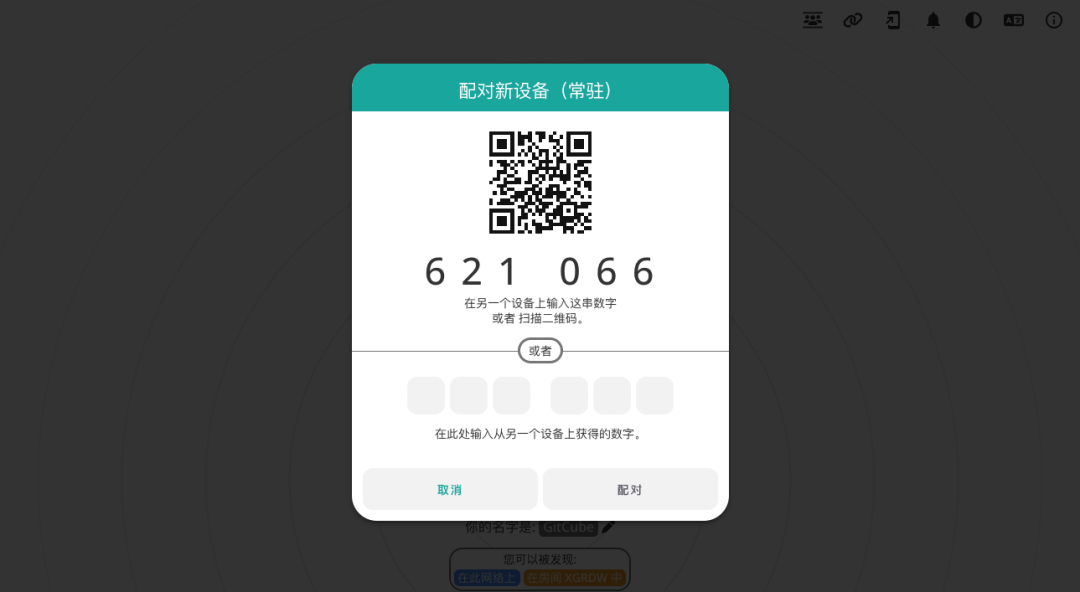 配对新设备（常驻）
621 066
在另一个设备上输入这串数字
或者 扫描二维码。
或者
在此处输入从另一个设备上获得的数字。
取消 配对
你的名字是: GitCube
您可以被发现:
在此网络上 在房间 XGRDW 中